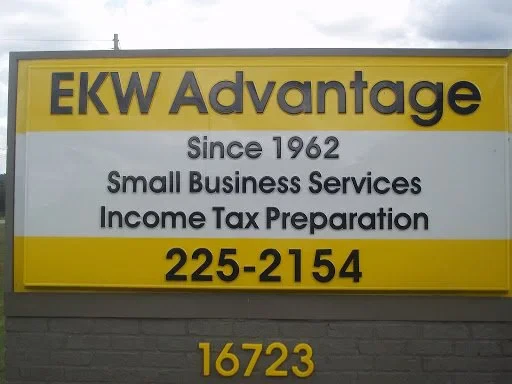 EKW Advantage
Since 1962
Small Business Services
Income Tax Preparation
225-2154
16723